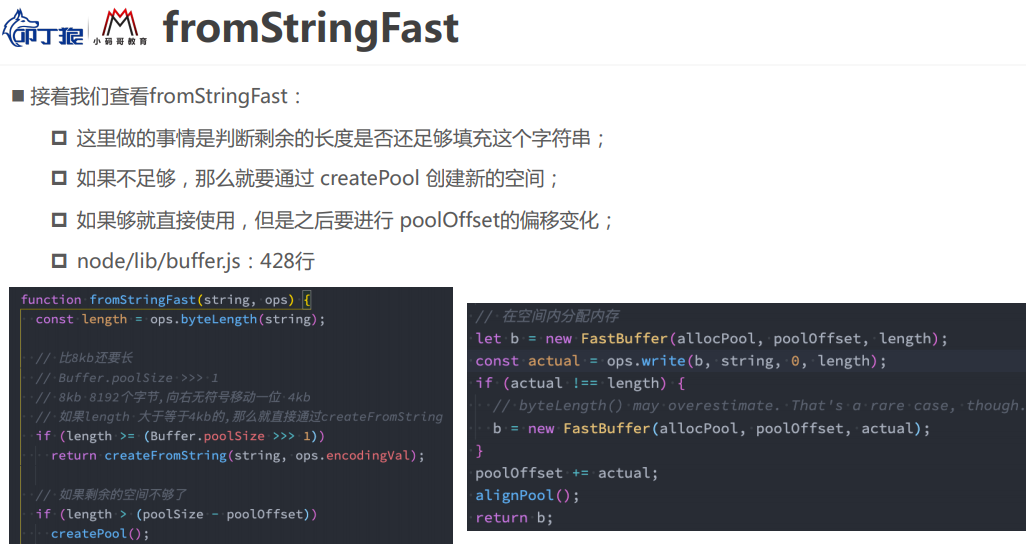 叩丁狼
小码哥教育
fromStringFast
接着我们查看fromStringFast：
这里做的事情是判断剩余的长度是否还足够填充这个字符串；
如果不足够，那么就要通过 createPool 创建新的空间；
如果够就直接使用，但是之后要进行 poolOffset的偏移变化；
node/lib/buffer.js：428行
function fromStringFast(string, ops) {
const length = ops.byteLength(string);
// 比8kb还要长
// Buffer.poolSize >>> 1
// 8kb 8192个字节,向右无符号移动一位 4kb
// 如果length 大于等于4kb的,那么就直接通过createFromString
if (length >= (Buffer.poolSize >>> 1))
return createFromString(string, ops.encodingVal);
// 如果剩余的空间不够了
if (length > (poolSize - poolOffset))
createPool();
// 在空间内分配内存
let b = new FastBuffer(allocPool, poolOffset, length);
const actual = ops.write(b, string, 0, length);
if (actual !== length) {
// byteLength() may overestimate. That's a rare case, though.
b = new FastBuffer(allocPool, poolOffset, actual);
}
poolOffset += actual;
alignPool();
return b;